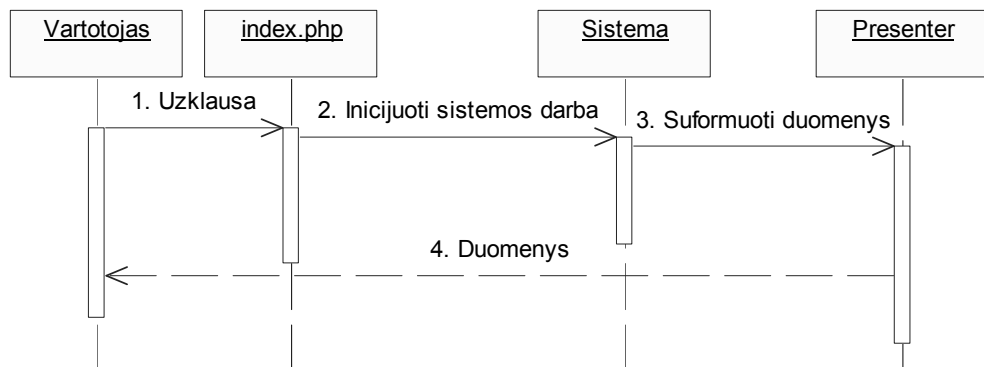 Vartotojas
index.php
Sistema
Presenter
1. Uzklausa
2. Inicijuoti sistemos darba
3. Suformuoti duomenys
4. Duomenys